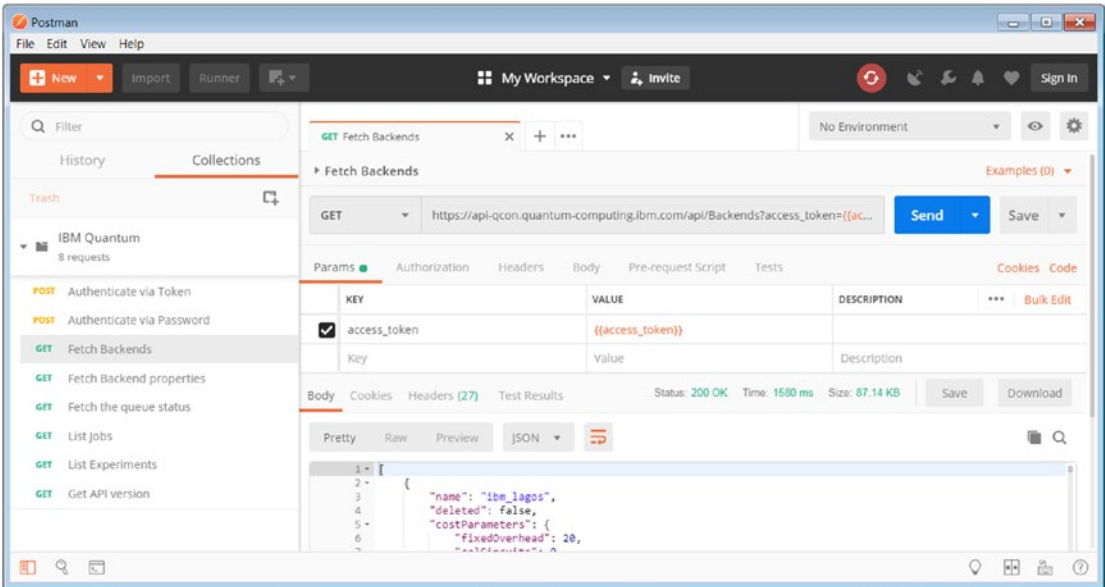 Postman
File Edit View Help
New Import Runner My Workspace Invite Sign In
Filter
History Collections
Trash
IBM Quantum
8 requests
POST Authenticate via Token
POST Authenticate via Password
GET Fetch Backends
GET Fetch Backend properties
GET Fetch the queue status
GET List Jobs
GET List Experiments
GET Get API version
GET Fetch Backends
No Environment
Fetch Backends
Examples (0)
GET https://api-qcon.quantum-computing.ibm.com/api/Backends?access_token={{ac... Send Save
Params Authorization Headers Body Pre-request Script Tests Cookies Code
KEY VALUE DESCRIPTION Bulk Edit
access_token {{access_token}}
Key Value Description
Body Cookies Headers (27) Test Results Status: 200 OK Time: 1580 ms Size: 87.14 KB Save Download
Pretty Raw Preview JSON
1 [
2 {
3 "name": "ibm_lagos",
4 "deleted": false,
5 "costParameters": {
6 "fixedOverhead": 20,